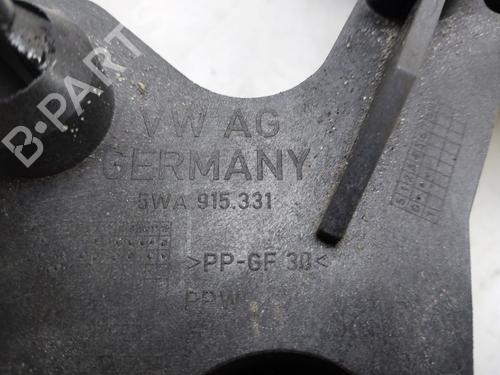 B-PARTS
VW AG
GERMANY
5WA 915.331
>PP-GF 30<
PPW